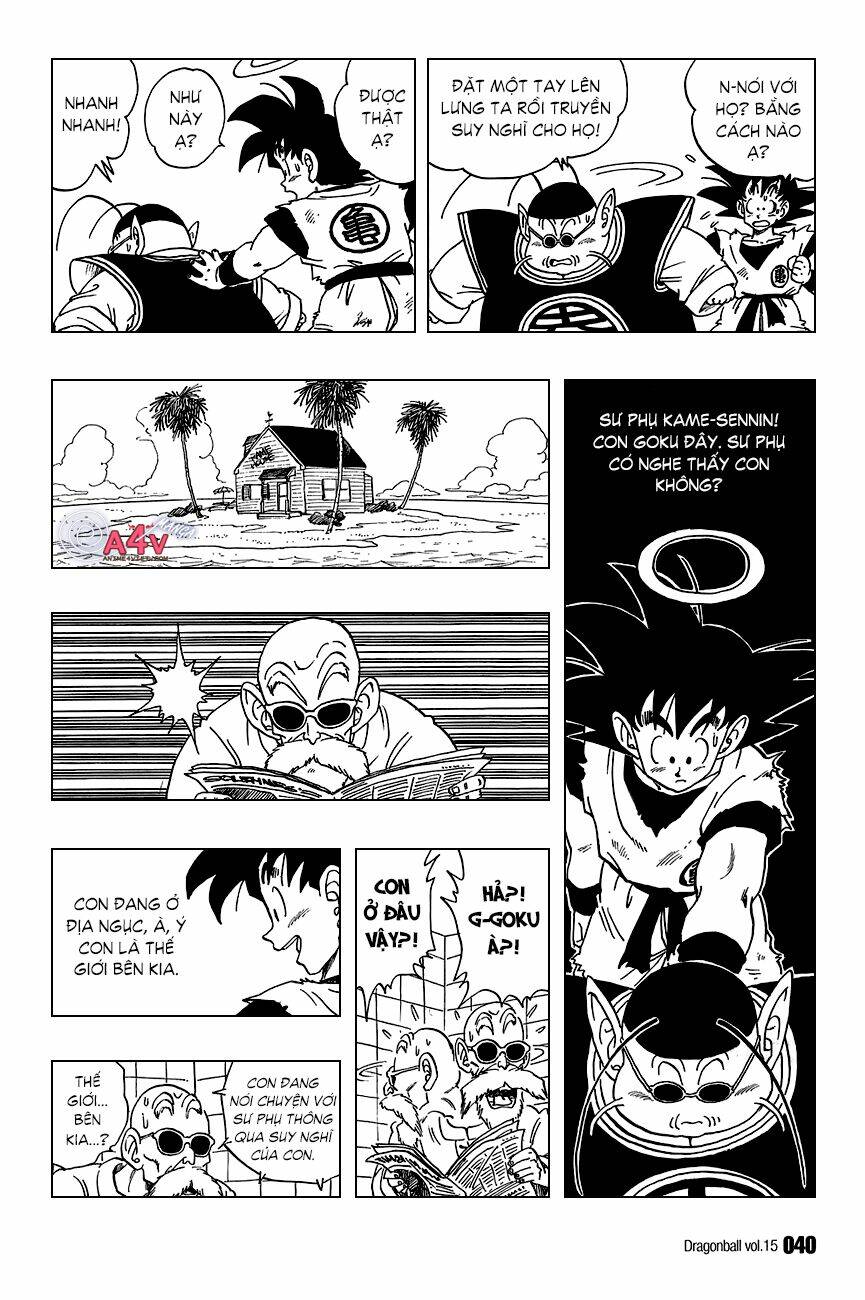 N-NÓI VỚI
HỌ? BẰNG
CÁCH NÀO
Ạ?
ĐẶT MỘT TAY LÊN
LƯNG TA RỒI TRUYỀN
SUY NGHĨ CHO HỌ!
ĐƯỢC
THẬT
Ạ?
NHƯ
NÀY
Ạ?
NHANH
NHANH!
亀
SƯ PHỤ KAME-SENNIN!
CON GOKU ĐÂY. SƯ PHỤ
CÓ NGHE THẤY CON
KHÔNG?
KAME
HOUSE
A4V
HẢ?!
G-GOKU
À?!
CON
Ở ĐÂU
VẬY?!
CON ĐANG Ở
ĐỊA NGỤC, À, Ý
CON LÀ THẾ
GIỚI BÊN KIA.
CON ĐANG
NÓI CHUYỆN VỚI
SƯ PHỤ THÔNG
QUA SUY NGHĨ
CỦA CON.
THẾ
GIỚI...
BÊN
KIA...?
Dragonball vol.15 040